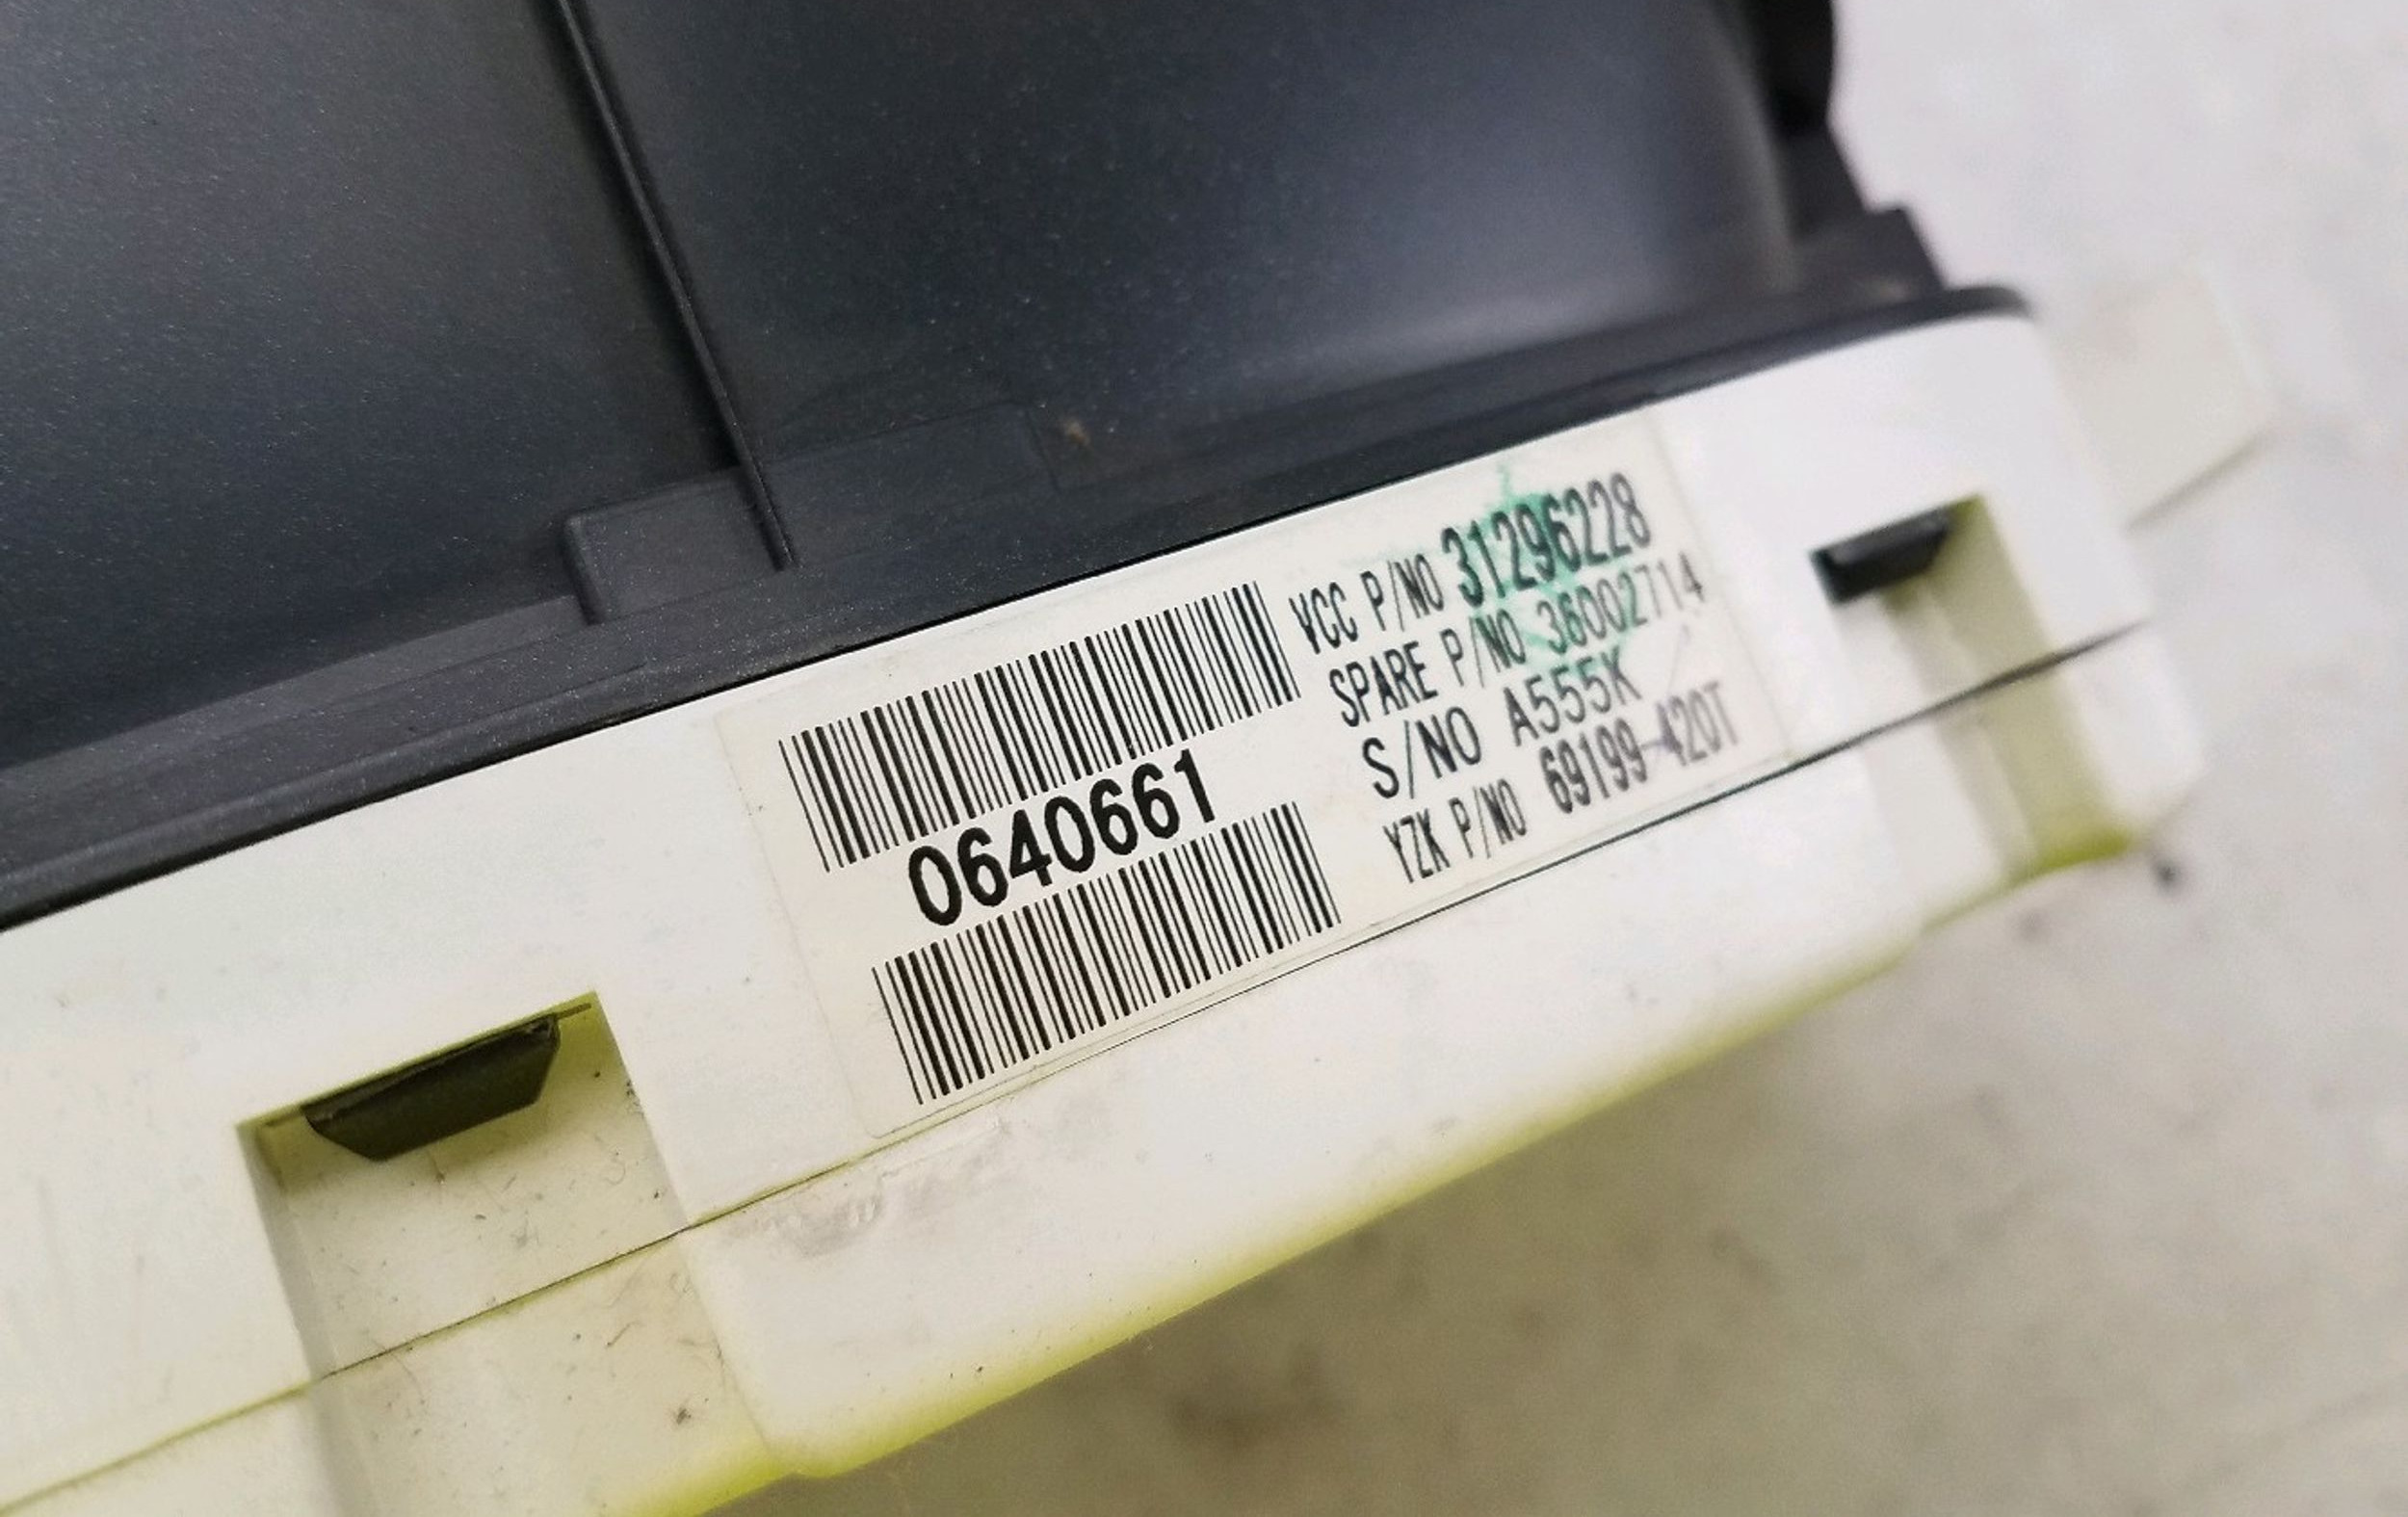 VCC P/NO 31296228
SPARE P/NO 36002714
S/NO A555K
YZK P/NO 69199-420T
0640661